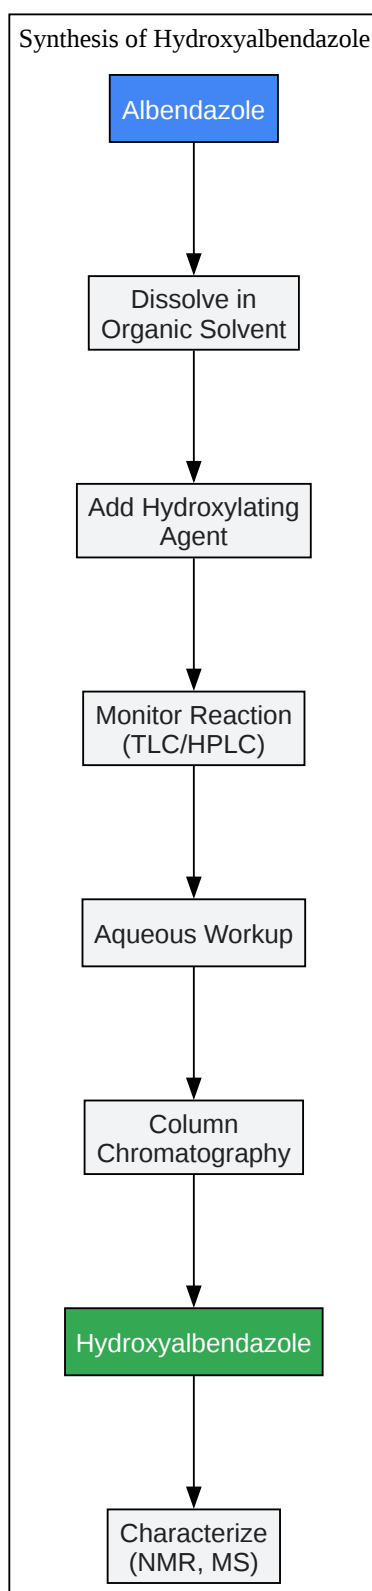 Synthesis of Hydroxyalbendazole
Albendazole
Dissolve in
Organic Solvent
Add Hydroxylating
Agent
Monitor Reaction
(TLC/HPLC)
Aqueous Workup
Column
Chromatography
Hydroxyalbendazole
Characterize
(NMR, MS)